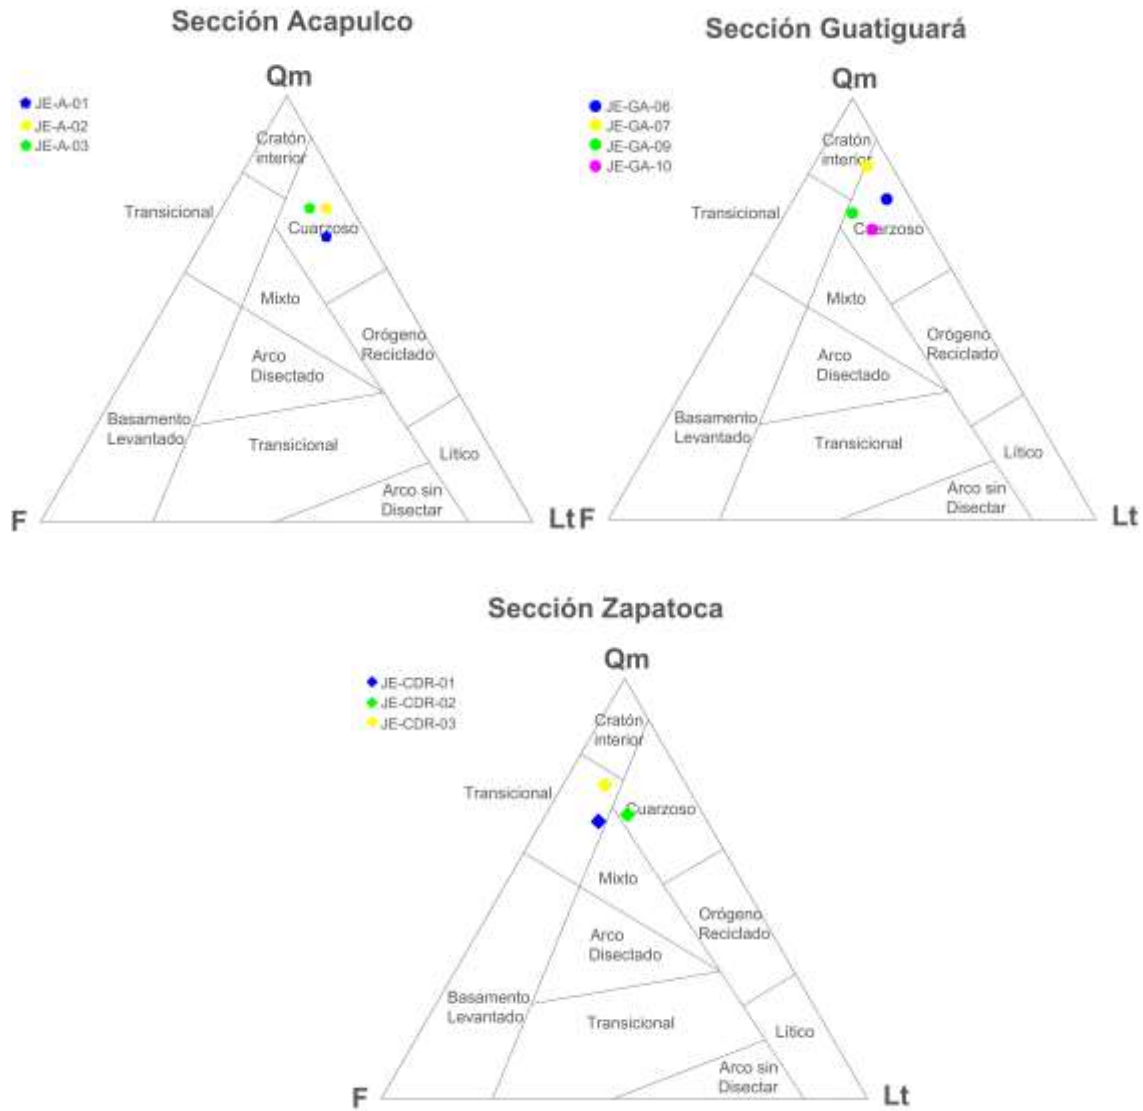 Sección Acapulco
Qm
JE-A-01
JE-A-02
JE-A-03
Cratón
interior
Transicional
Cuarzoso
Mixto
Orógeno
Reciclado
Arco
Disectado
Basamento
Levantado
Transicional
Lítico
Arco sin
Disectar
F
Lt
Sección Guatiguará
Qm
JE-GA-06
JE-GA-07
JE-GA-09
JE-GA-10
Cratón
interior
Transicional
Cuarzoso
Mixto
Orógeno
Reciclado
Arco
Disectado
Basamento
Levantado
Transicional
Lítico
Arco sin
Disectar
F
Lt
Sección Zapatoca
Qm
JE-CDR-01
JE-CDR-02
JE-CDR-03
Cratón
interior
Transicional
Cuarzoso
Mixto
Orógeno
Reciclado
Arco
Disectado
Basamento
Levantado
Transicional
Lítico
Arco sin
Disectar
F
Lt